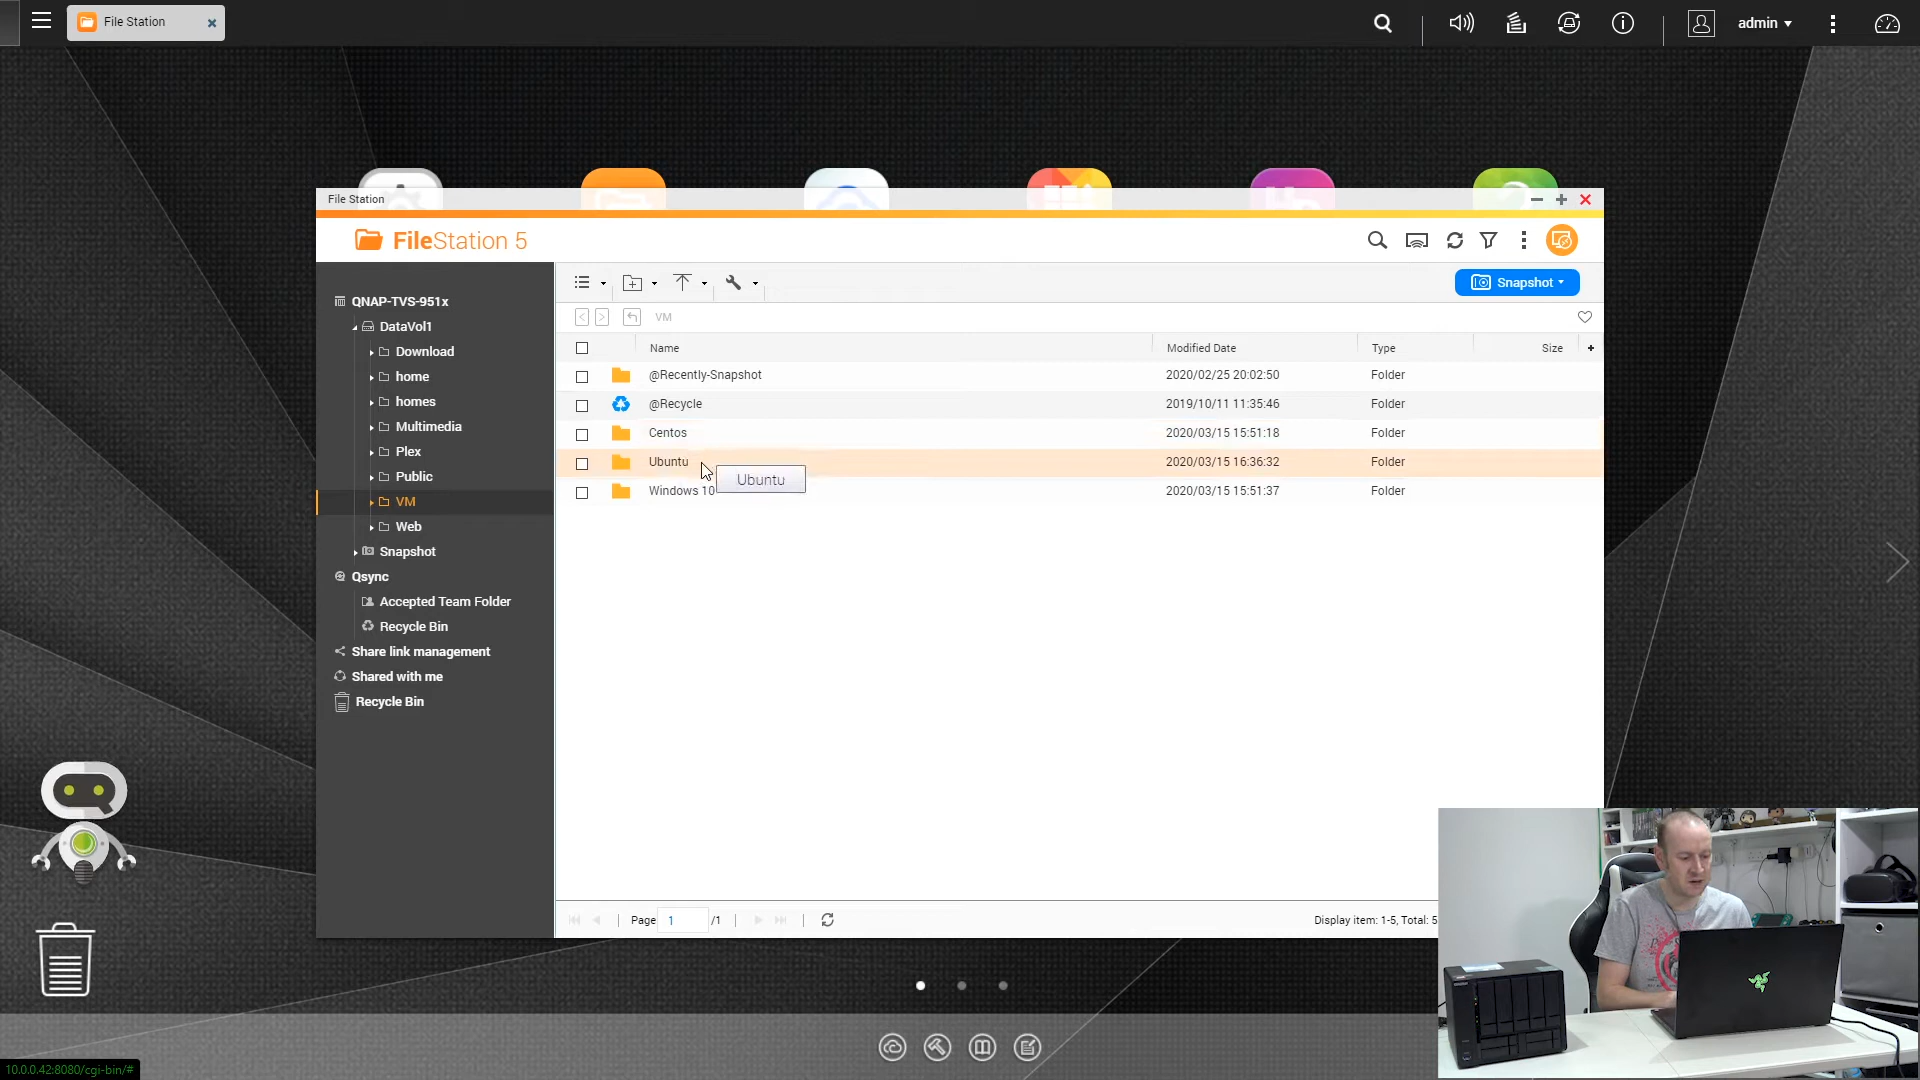 File Station
admin
File Station
FileStation 5
Snapshot
QNAP-TVS-951x
DataVol1
Download
home
homes
Multimedia
Plex
Public
VM
Web
Snapshot
Qsync
Accepted Team Folder
Recycle Bin
Share link management
Shared with me
Recycle Bin
VM
Name Modified Date Type Size
@Recently-Snapshot 2020/02/25 20:02:50 Folder
@Recycle 2019/10/11 11:35:46 Folder
Centos 2020/03/15 15:51:18 Folder
Ubuntu 2020/03/15 16:36:32 Folder
Ubuntu
Windows 10 2020/03/15 15:51:37 Folder
Page 1 /1
Display item: 1-5, Total: 5
10.0.0.42:8080/cgi-bin/#